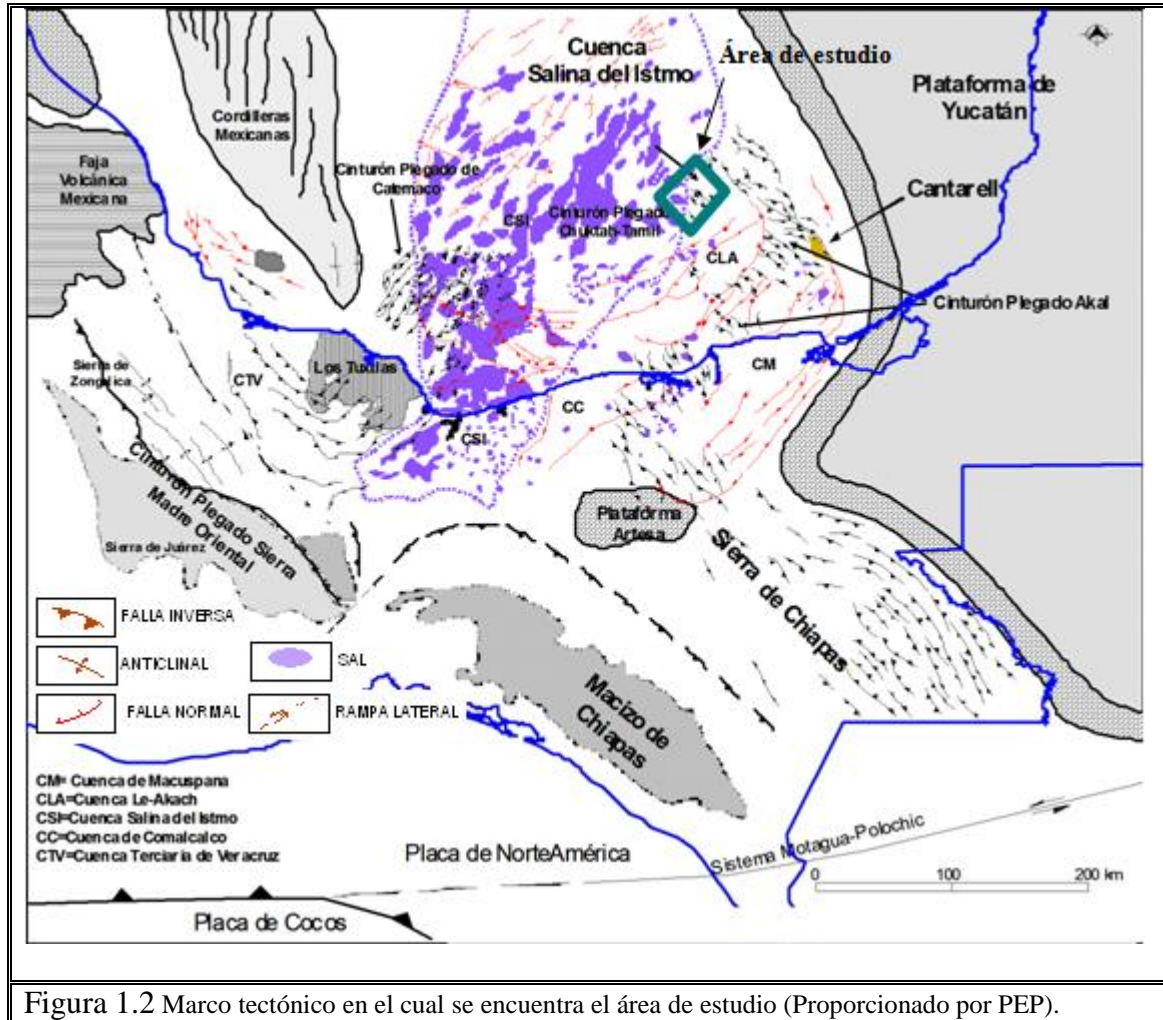 Cuenca
Salina del Istmo
Área de estudio
Plataforma de
Yucatán
Cordilleras
Mexicanas
Faja
Volcánica
Mexicana
Cinturón Plegado de
Catemaco
Cantarell
CSI
Cinturón Plegado
Chuktah-Tamil
CLA
Cinturón Plegado Akal
Sierra de
Zongolica
CTV
Los Tuxtlas
CM
CC
CSI
Cinturón Plegado Sierra
Madre Oriental
Sierra de Juárez
Plataforma
Artesa
Sierra de Chiapas
Macizo de
Chiapas
FALLA INVERSA
ANTICLINAL
SAL
FALLA NORMAL
RAMPA LATERAL
CM= Cuenca de Macuspana
CLA=Cuenca Le-Akach
CSI=Cuenca Salina del Istmo
CC=Cuenca de Comalcalco
CTV=Cuenca Terciaria de Veracruz
Placa de NorteAmérica
Sistema Motagua-Polochic
0 100 200 km
Placa de Cocos
Figura 1.2 Marco tectónico en el cual se encuentra el área de estudio (Proporcionado por PEP).